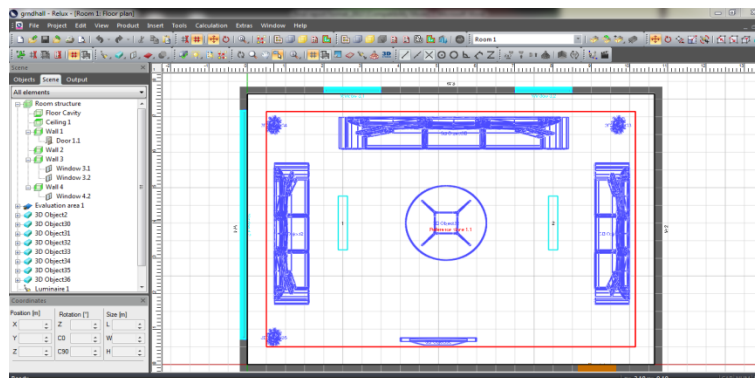 grndhall - Relux - [Room 1: Floor plan]
File Project Edit View Product Insert Tools Calculation Extras Window Help
Room 1
Scene
Objects Scene Output
All elements
Room structure
Floor Cavity
Ceiling 1
Wall 1
Door 1.1
Wall 2
Wall 3
Window 3.1
Window 3.2
Wall 4
Window 4.2
Evaluation area 1
3D Object2
3D Object30
3D Object31
3D Object32
3D Object33
3D Object34
3D Object35
3D Object36
Luminaire 1
Coordinates
Position [m] Rotation [°] Size [m]
X Z L
Y C0 W
Z C90 H
1
2